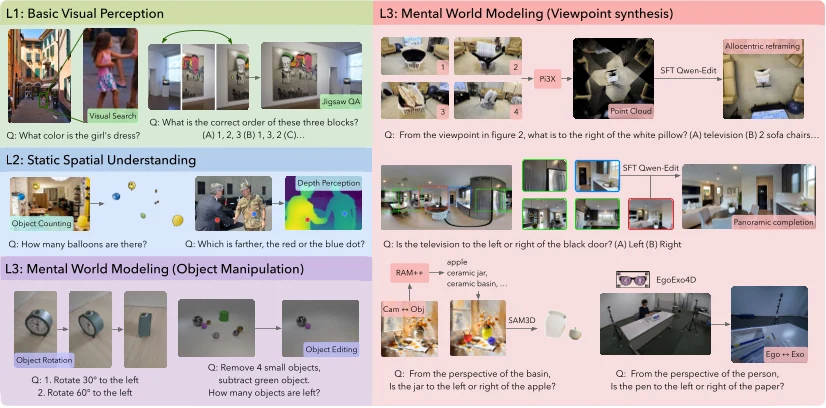 L1: Basic Visual Perception
Visual Search
Jigsaw QA
Q: What color is the girl's dress?
Q: What is the correct order of these three blocks?
(A) 1, 2, 3 (B) 1, 3, 2 (C)...
L2: Static Spatial Understanding
Object Counting
Depth Perception
Q: How many balloons are there?
Q: Which is farther, the red or the blue dot?
L3: Mental World Modeling (Object Manipulation)
Object Rotation
Object Editing
Q: 1. Rotate 30° to the left
2. Rotate 60° to the left
Q: Remove 4 small objects,
subtract green object.
How many objects are left?
L3: Mental World Modeling (Viewpoint synthesis)
1
2
3
4
Pi3X
Point Cloud
SFT Qwen-Edit
Allocentric reframing
Q: From the viewpoint in figure 2, what is to the right of the white pillow? (A) television (B) 2 sofa chairs...
SFT Qwen-Edit
Panoramic completion
Q: Is the television to the left or right of the black door? (A) Left (B) Right
RAM++
apple
ceramic jar,
ceramic basin, ...
Cam ↔ Obj
SAM3D
Q: From the perspective of the basin,
Is the jar to the left or right of the apple?
EgoExo4D
Ego ↔ Exo
Q: From the perspective of the person,
Is the pen to the left or right of the paper?